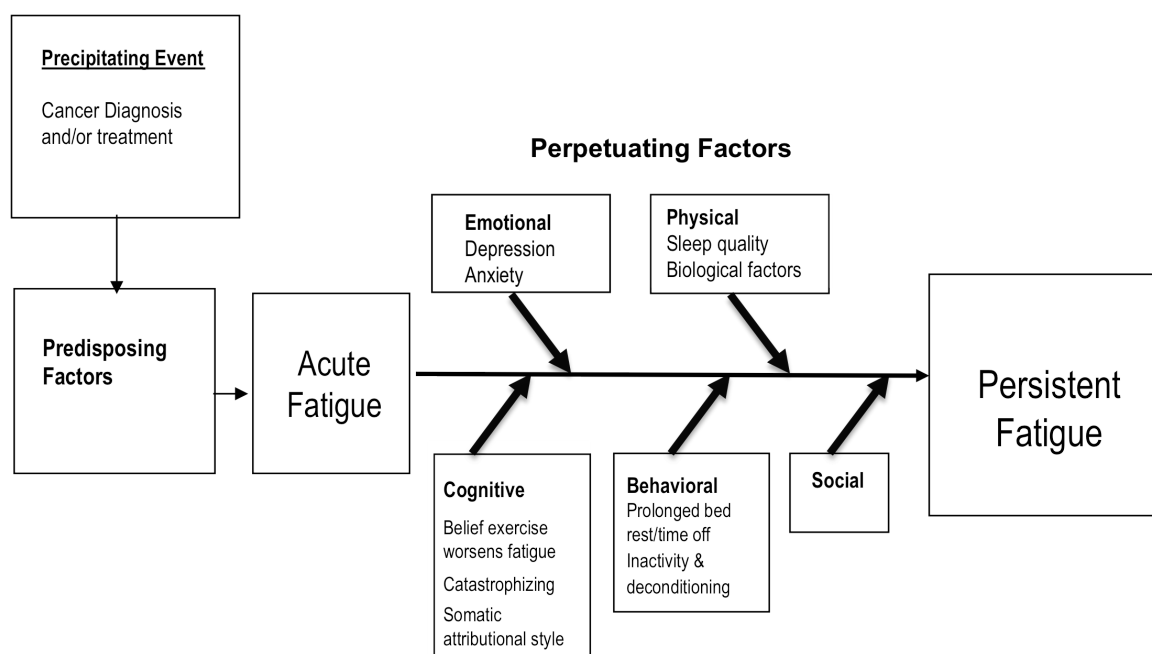 Precipitating Event
Cancer Diagnosis
and/or treatment
Perpetuating Factors
Emotional
Depression
Anxiety
Physical
Sleep quality
Biological factors
Predisposing
Factors
Acute
Fatigue
Persistent
Fatigue
Cognitive
Belief exercise
worsens fatigue
Catastrophizing
Somatic
attributional style
Behavioral
Prolonged bed
rest/time off
Inactivity &
deconditioning
Social